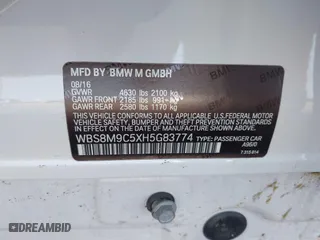 MFD BY: BMW M GMBH
08/16
GVWR 4630 lbs 2100 kg
GAWR FRONT 2185 lbs 991 kg
GAWR REAR 2580 lbs 1170 kg
THIS VEHICLE CONFORMS TO ALL APPLICABLE
FEDERAL MOTOR VEHICLE SAFETY, BUMPER AND
THEFT PREVENTION STANDARDS IN EFFECT ON THE
DATE OF MANUFACTURE SHOWN ABOVE.
WBS8M9C5XH5G83774 TYPE: PASSENGER CAR
A96/0